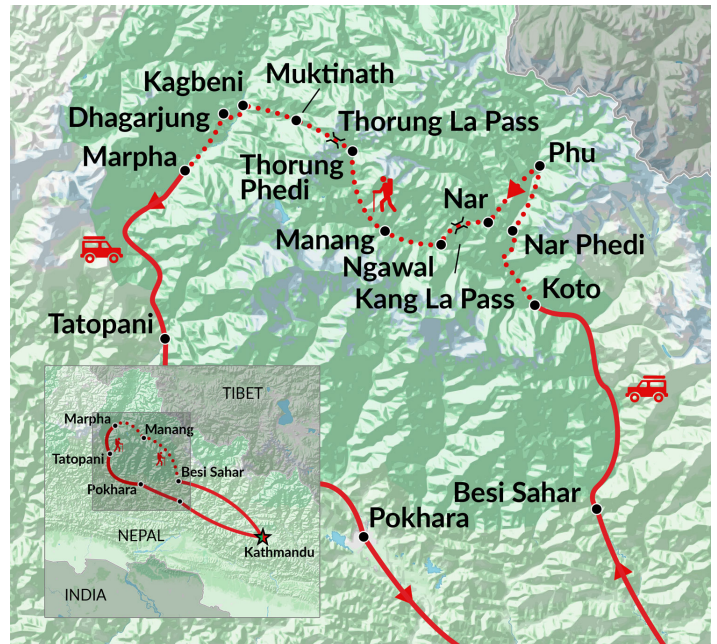 Kagbeni
Muktinath
Dhagarjung
Thorung La Pass
Marpha
Thorung
Phedi
Phu
Nar
Manang
Nar Phedi
Ngawal
Kang La Pass
Koto
Tatopani
TIBET
Marpha
Manang
Tatopani
Besi Sahar
Pokhara
NEPAL
Kathmandu
INDIA
Besi Sahar
Pokhara